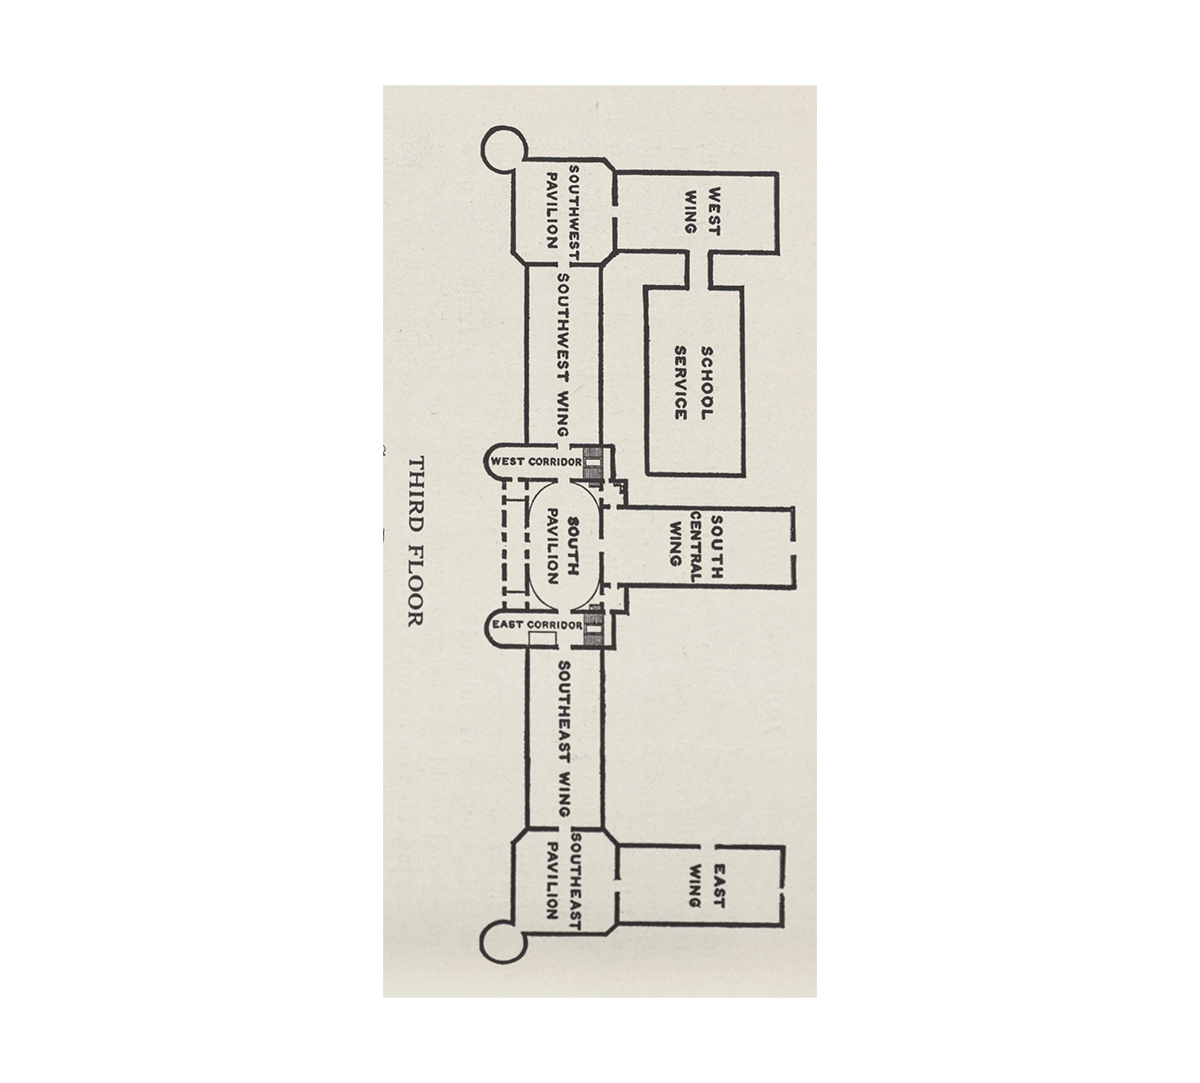 SOUTHWEST
PAVILION
WEST
WING
SOUTHWEST WING
SCHOOL
SERVICE
WEST CORRIDOR
SOUTH
PAVILION
SOUTH
CENTRAL
WING
EAST CORRIDOR
SOUTHEAST WING
SOUTHEAST
PAVILION
EAST
WING
THIRD FLOOR